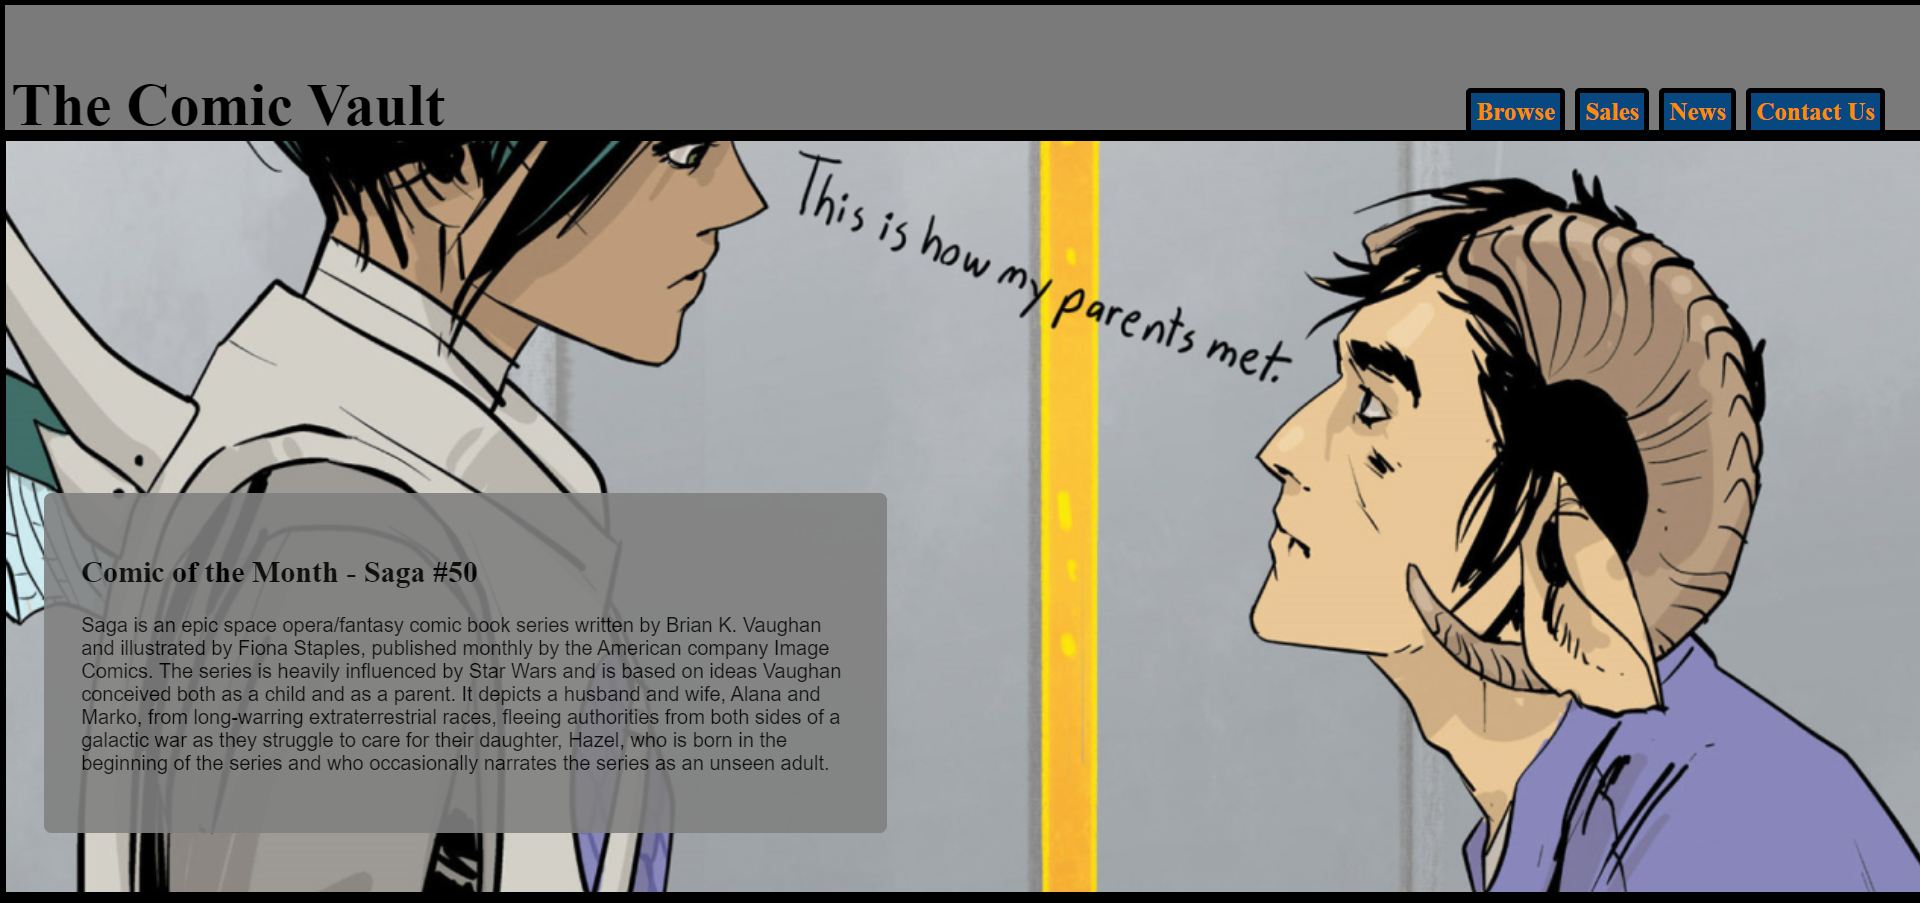 The Comic Vault
Browse
Sales
News
Contact Us
This is how my parents met.
Comic of the Month - Saga #50
Saga is an epic space opera/fantasy comic book series written by Brian K. Vaughan
and illustrated by Fiona Staples, published monthly by the American company Image
Comics. The series is heavily influenced by Star Wars and is based on ideas Vaughan
conceived both as a child and as a parent. It depicts a husband and wife, Alana and
Marko, from long-warring extraterrestrial races, fleeing authorities from both sides of a
galactic war as they struggle to care for their daughter, Hazel, who is born in the
beginning of the series and who occasionally narrates the series as an unseen adult.